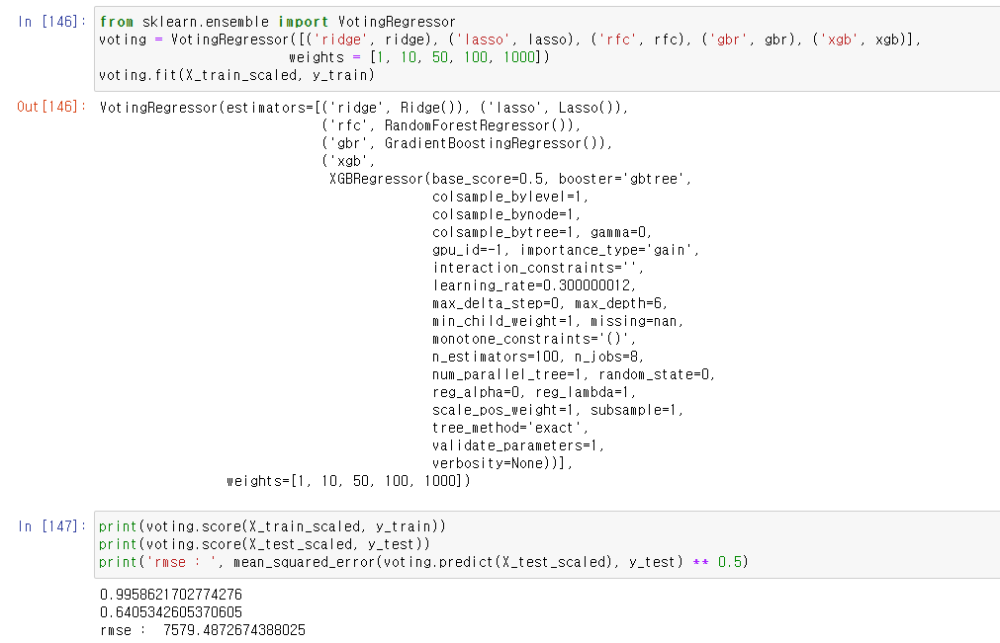 In [146]: from sklearn.ensemble import VotingRegressor
voting = VotingRegressor([('ridge', ridge), ('lasso', lasso), ('rfc', rfc), ('gbr', gbr), ('xgb', xgb)],
weights = [1, 10, 50, 100, 1000])
voting.fit(X_train_scaled, y_train)
Out[146]: VotingRegressor(estimators=[('ridge', Ridge()), ('lasso', Lasso()),
('rfc', RandomForestRegressor()),
('gbr', GradientBoostingRegressor()),
('xgb',
XGBRegressor(base_score=0.5, booster='gbtree',
colsample_bylevel=1,
colsample_bynode=1,
colsample_bytree=1, gamma=0,
gpu_id=-1, importance_type='gain',
interaction_constraints='',
learning_rate=0.300000012,
max_delta_step=0, max_depth=6,
min_child_weight=1, missing=nan,
monotone_constraints='()',
n_estimators=100, n_jobs=8,
num_parallel_tree=1, random_state=0,
reg_alpha=0, reg_lambda=1,
scale_pos_weight=1, subsample=1,
tree_method='exact',
validate_parameters=1,
verbosity=None))],
weights=[1, 10, 50, 100, 1000])
In [147]: print(voting.score(X_train_scaled, y_train))
print(voting.score(X_test_scaled, y_test))
print('rmse : ', mean_squared_error(voting.predict(X_test_scaled), y_test) ** 0.5)
0.9958621702774276
0.6405342605370605
rmse :  7579.4872674388025